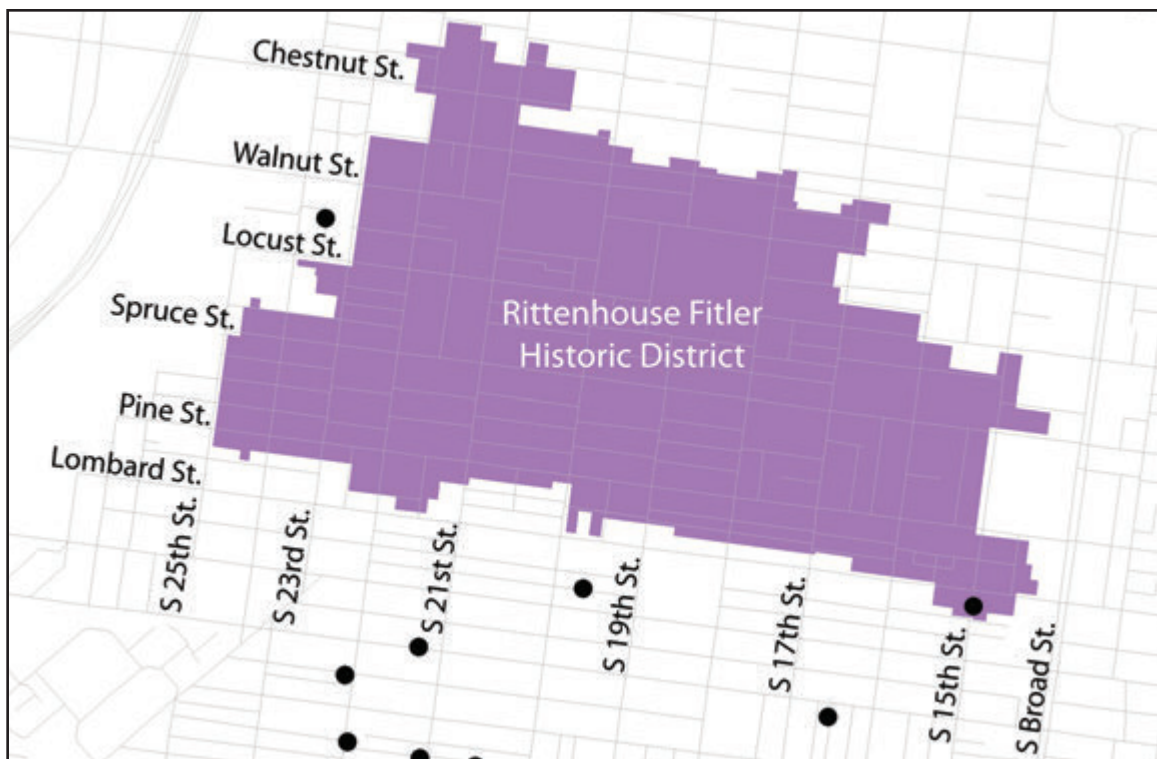 Chestnut St.
Walnut St.
Locust St.
Spruce St.
Pine St.
Lombard St.
Rittenhouse Fitler
Historic District
S 25th St.
S 23rd St.
S 21st St.
S 19th St.
S 17th St.
S 15th St.
S Broad St.